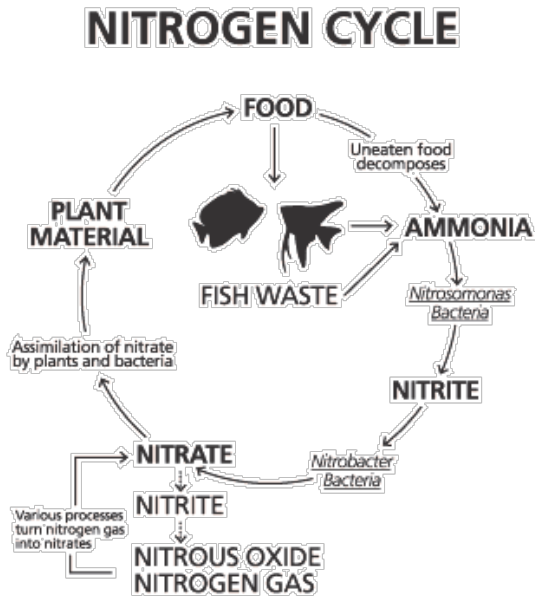 NITROGEN CYCLE
FOOD
Uneaten food
decomposes
PLANT
MATERIAL
AMMONIA
FISH WASTE
Nitrosomonas
Bacteria
Assimilation of nitrate
by plants and bacteria
NITRITE
NITRATE
Nitrobacter
Bacteria
NITRITE
Various processes
turn nitrogen gas
into nitrates
NITROUS OXIDE
NITROGEN GAS